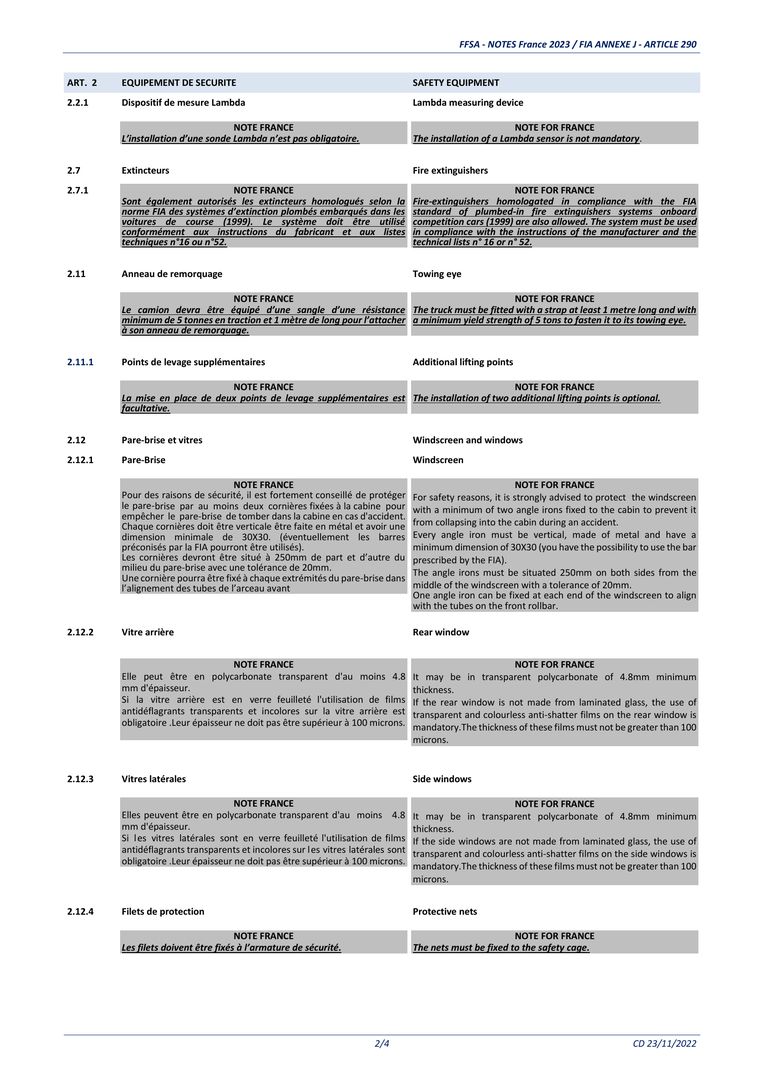 FFSA - NOTES France 2023 / FIA ANNEXE J - ARTICLE 290
ART. 2 EQUIPEMENT DE SECURITE SAFETY EQUIPMENT
2.2.1 Dispositif de mesure Lambda Lambda measuring device
NOTE FRANCE
L'installation d'une sonde Lambda n'est pas obligatoire.
NOTE FOR FRANCE
The installation of a Lambda sensor is not mandatory.
2.7 Extincteurs Fire extinguishers
2.7.1
NOTE FRANCE
Sont également autorisés les extincteurs homologués selon la
norme FIA des systèmes d'extinction plombés embarqués dans les
voitures de course (1999). Le système doit être utilisé
conformément aux instructions du fabricant et aux listes
techniques n°16 ou n°52.
NOTE FOR FRANCE
Fire-extinguishers homologated in compliance with the FIA
standard of plumbed-in fire extinguishers systems onboard
competition cars (1999) are also allowed. The system must be used
in compliance with the instructions of the manufacturer and the
technical lists n° 16 or n° 52.
2.11 Anneau de remorquage Towing eye
NOTE FRANCE
Le camion devra être équipé d'une sangle d'une résistance
minimum de 5 tonnes en traction et 1 mètre de long pour l'attacher
à son anneau de remorquage.
NOTE FOR FRANCE
The truck must be fitted with a strap at least 1 metre long and with
a minimum yield strength of 5 tons to fasten it to its towing eye.
2.11.1 Points de levage supplémentaires Additional lifting points
NOTE FRANCE
La mise en place de deux points de levage supplémentaires est
facultative.
NOTE FOR FRANCE
The installation of two additional lifting points is optional.
2.12 Pare-brise et vitres Windscreen and windows
2.12.1 Pare-Brise Windscreen
NOTE FRANCE
Pour des raisons de sécurité, il est fortement conseillé de protéger
le pare-brise par au moins deux cornières fixées à la cabine pour
empêcher le pare-brise de tomber dans la cabine en cas d'accident.
Chaque cornières doit être verticale être faite en métal et avoir une
dimension minimale de 30X30. (éventuellement les barres
préconisés par la FIA pourront être utilisés).
Les cornières devront être situé à 250mm de part et d'autre du
milieu du pare-brise avec une tolérance de 20mm.
Une cornière pourra être fixé à chaque extrémités du pare-brise dans
l'alignement des tubes de l'arceau avant
NOTE FOR FRANCE
For safety reasons, it is strongly advised to protect the windscreen
with a minimum of two angle irons fixed to the cabin to prevent it
from collapsing into the cabin during an accident.
Every angle iron must be vertical, made of metal and have a
minimum dimension of 30X30 (you have the possibility to use the bar
prescribed by the FIA).
The angle irons must be situated 250mm on both sides from the
middle of the windscreen with a tolerance of 20mm.
One angle iron can be fixed at each end of the windscreen to align
with the tubes on the front rollbar.
2.12.2 Vitre arrière Rear window
NOTE FRANCE
Elle peut être en polycarbonate transparent d'au moins 4.8
mm d'épaisseur.
Si la vitre arrière est en verre feuilleté l'utilisation de films
antidéflagrants transparents et incolores sur la vitre arrière est
obligatoire .Leur épaisseur ne doit pas être supérieur à 100 microns.
NOTE FOR FRANCE
It may be in transparent polycarbonate of 4.8mm minimum
thickness.
If the rear window is not made from laminated glass, the use of
transparent and colourless anti-shatter films on the rear window is
mandatory.The thickness of these films must not be greater than 100
microns.
2.12.3 Vitres latérales Side windows
NOTE FRANCE
Elles peuvent être en polycarbonate transparent d'au moins 4.8
mm d'épaisseur.
Si les vitres latérales sont en verre feuilleté l'utilisation de films
antidéflagrants transparents et incolores sur les vitres latérales sont
obligatoire .Leur épaisseur ne doit pas être supérieur à 100 microns.
NOTE FOR FRANCE
It may be in transparent polycarbonate of 4.8mm minimum
thickness.
If the side windows are not made from laminated glass, the use of
transparent and colourless anti-shatter films on the side windows is
mandatory.The thickness of these films must not be greater than 100
microns.
2.12.4 Filets de protection Protective nets
NOTE FRANCE
Les filets doivent être fixés à l'armature de sécurité.
NOTE FOR FRANCE
The nets must be fixed to the safety cage.
2/4 CD 23/11/2022